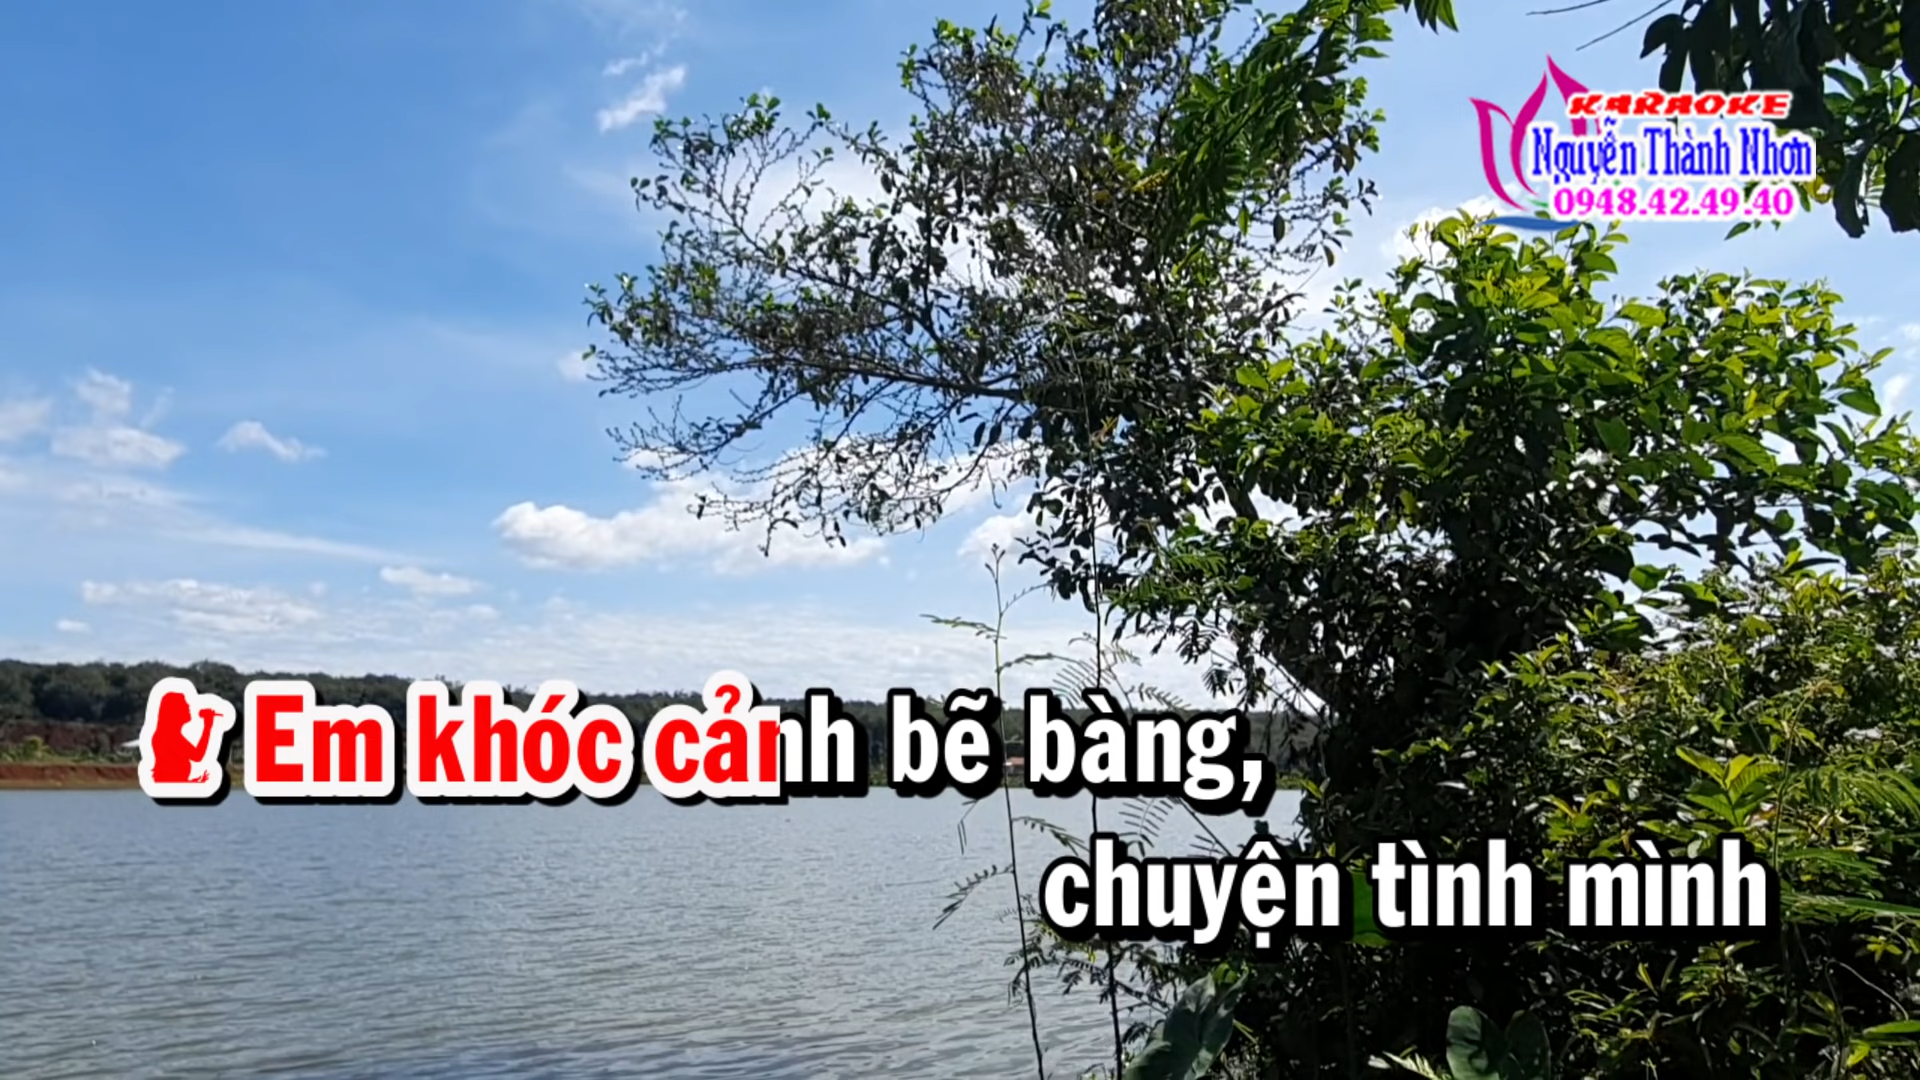 KARAOKE
Nguyễn Thành Nhơn
0948.42.49.40
Em khóc cảnh bẽ bàng,
chuyện tình mình